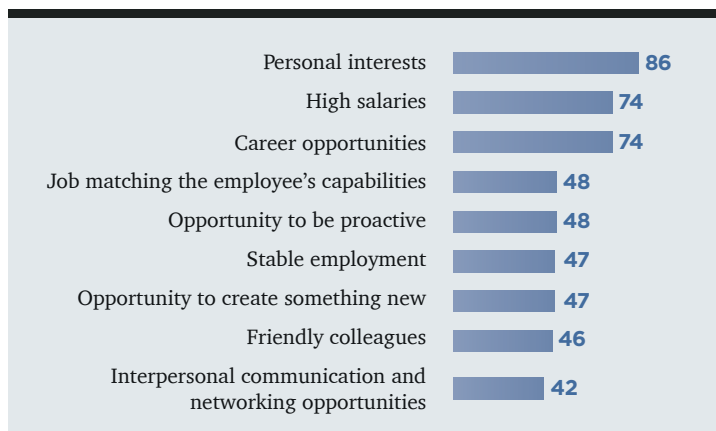 Personal interests 86
High salaries 74
Career opportunities 74
Job matching the employee’s capabilities 48
Opportunity to be proactive 48
Stable employment 47
Opportunity to create something new 47
Friendly colleagues 46
Interpersonal communication and
networking opportunities 42